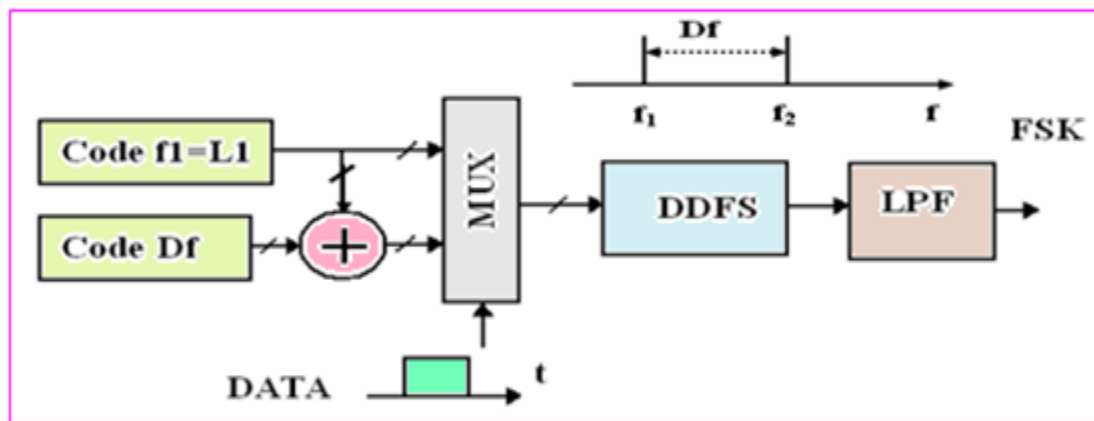 Df
f1 f2 f
FSK
Code f1=L1
MUX
DDFS
LPF
Code Df
+
DATA
t